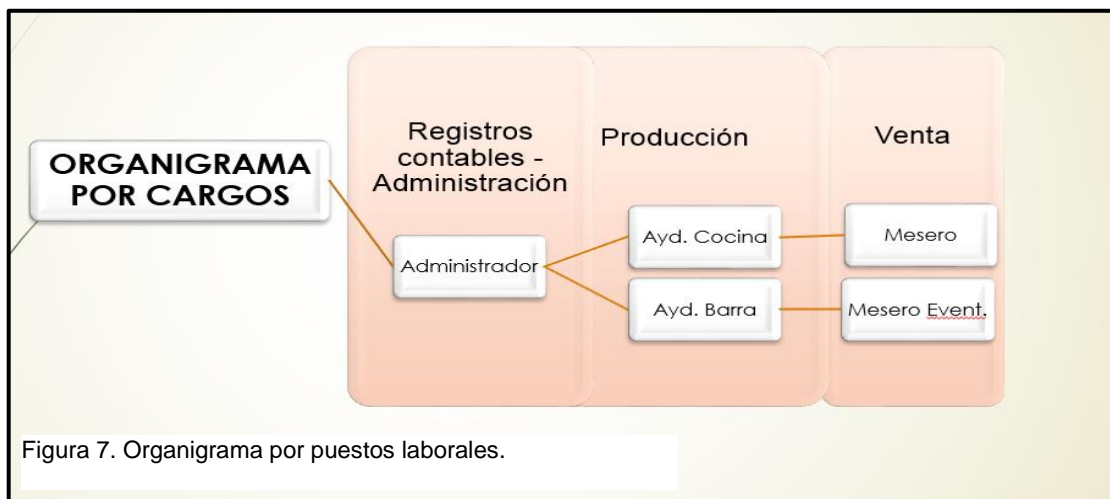 ORGANIGRAMA
POR CARGOS
Registros
contables -
Administración
Producción
Venta
Administrador
Ayd. Cocina
Mesero
Ayd. Barra
Mesero Event.
Figura 7. Organigrama por puestos laborales.